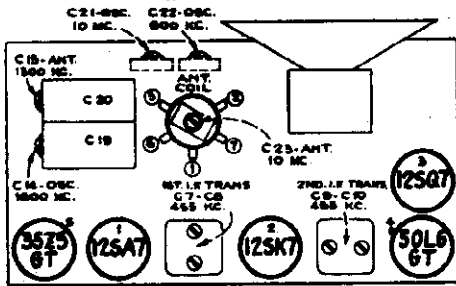 C21-OSC.
10 MC.
C22-OSC.
600 KC.
C15-ANT.
1500 KC.
ANT.
COIL
C20
C19
C23-ANT.
10 MC.
C16-OSC.
1600 KC.
1ST. I.F. TRANS
C7-C8
455 KC.
2ND. I.F. TRANS.
C9-C10
455 KC.
3
12SQ7
5
35Z5
GT
1
12SA7
2
12SK7
4
50L6
GT
1